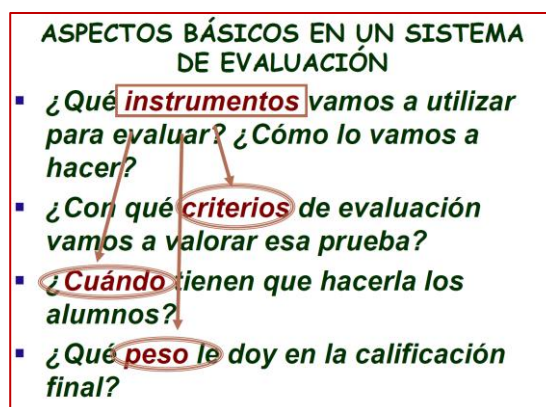 ASPECTOS BÁSICOS EN UN SISTEMA
DE EVALUACIÓN
▪ ¿Qué instrumentos vamos a utilizar
para evaluar? ¿Cómo lo vamos a
hacer?
▪ ¿Con qué criterios de evaluación
vamos a valorar esa prueba?
▪ ¿Cuándo tienen que hacerla los
alumnos?
▪ ¿Qué peso le doy en la calificación
final?